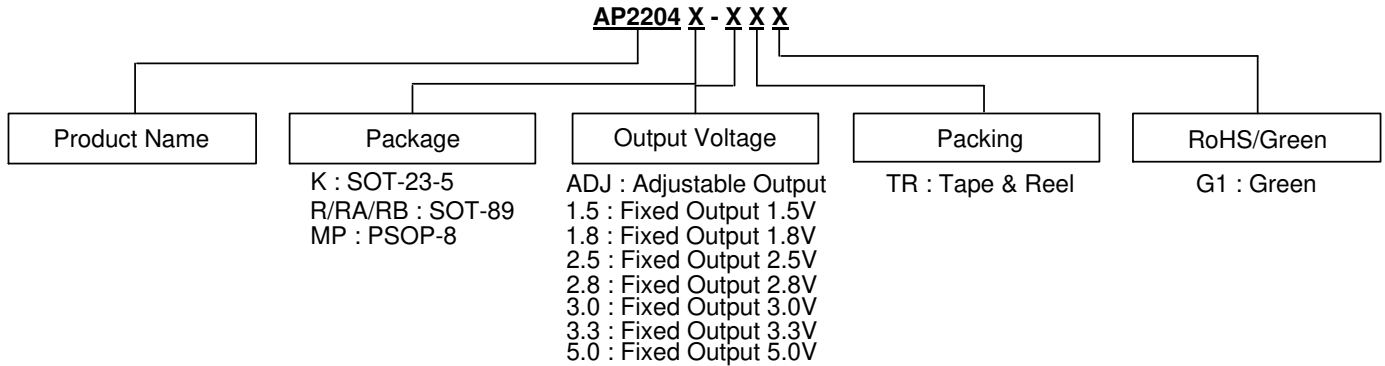 AP2204 X - X X X
Product Name
Package
Output Voltage
Packing
RoHS/Green
K : SOT-23-5
R/RA/RB : SOT-89
MP : PSOP-8
ADJ : Adjustable Output
1.5 : Fixed Output 1.5V
1.8 : Fixed Output 1.8V
2.5 : Fixed Output 2.5V
2.8 : Fixed Output 2.8V
3.0 : Fixed Output 3.0V
3.3 : Fixed Output 3.3V
5.0 : Fixed Output 5.0V
TR : Tape & Reel
G1 : Green